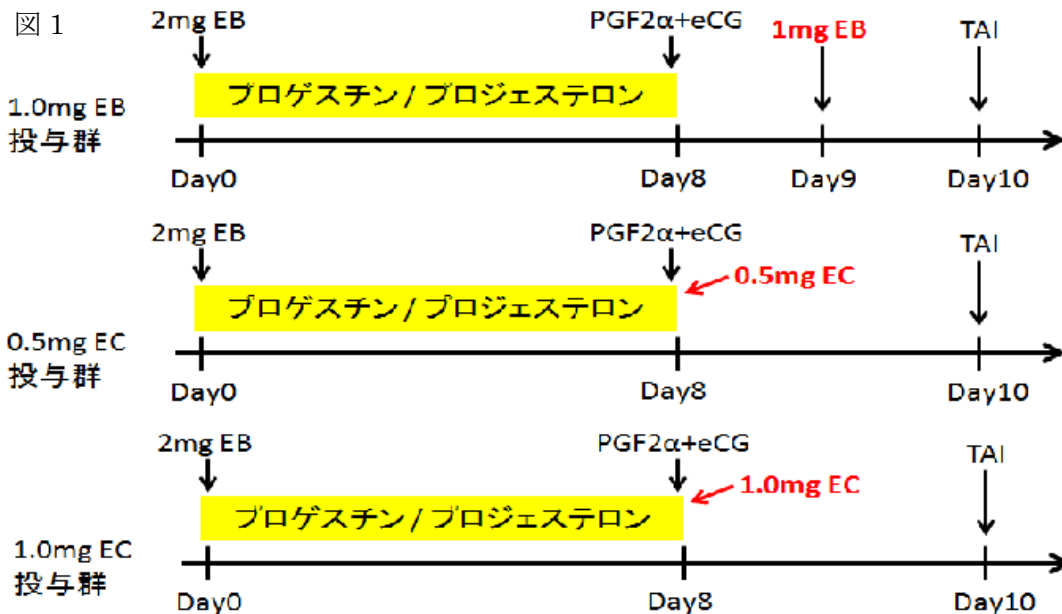 図1
2mg EB
PGF2α+eCG
1mg EB
TAI
プロゲスチン / プロジェステロン
1.0mg EB
投与群
Day0
Day8
Day9
Day10
2mg EB
PGF2α+eCG
TAI
0.5mg EC
プロゲスチン / プロジェステロン
0.5mg EC
投与群
Day0
Day8
Day10
2mg EB
PGF2α+eCG
TAI
1.0mg EC
プロゲスチン / プロジェステロン
1.0mg EC
投与群
Day0
Day8
Day10